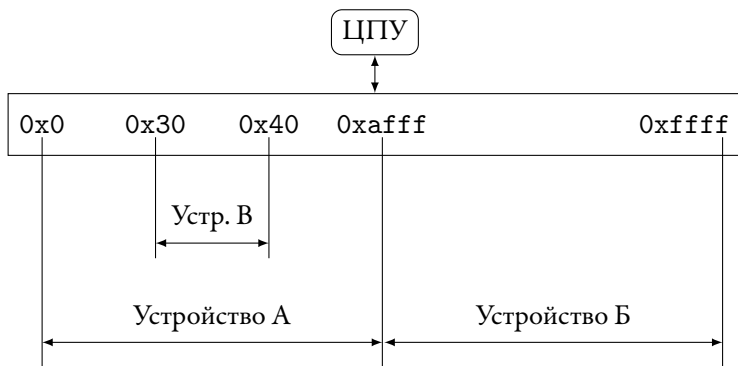 ЦПУ
0x0 0x30 0x40 0xafff 0xffff
Устр. В
Устройство А Устройство Б